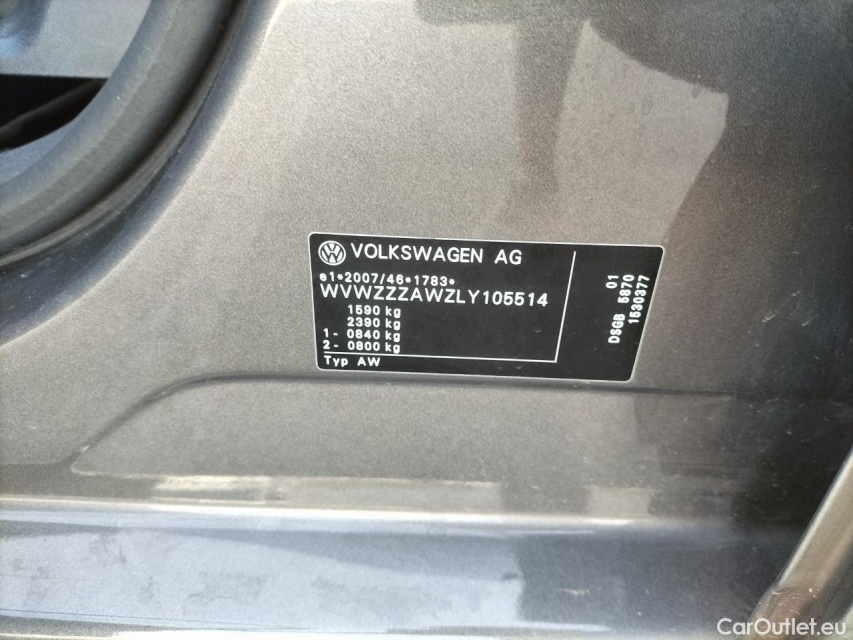 VOLKSWAGEN AG
e1*2007/46*1783*
WVWZZZAWZLY105514
1590 kg
2390 kg
1- 0840 kg
2- 0800 kg
Typ AW
01
DSGB 5870
1530377
CarOutlet.eu